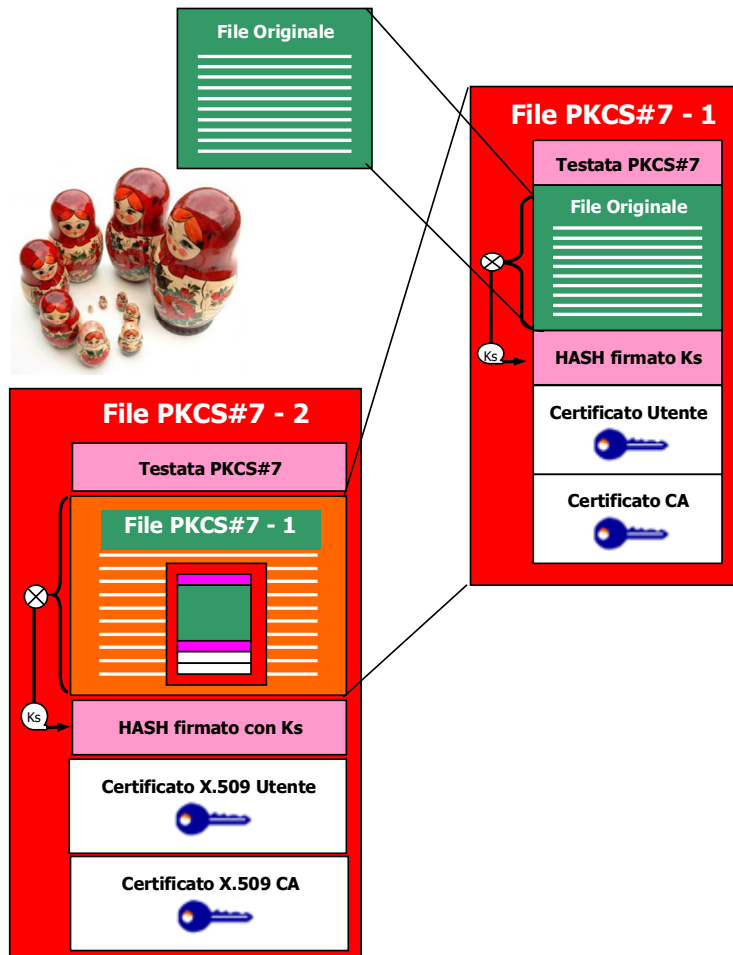 File Originale
File PKCS#7 - 1
Testata PKCS#7
File Originale
Ks
HASH firmato Ks
Certificato Utente
Certificato CA
File PKCS#7 - 2
Testata PKCS#7
File PKCS#7 - 1
Ks
HASH firmato con Ks
Certificato X.509 Utente
Certificato X.509 CA